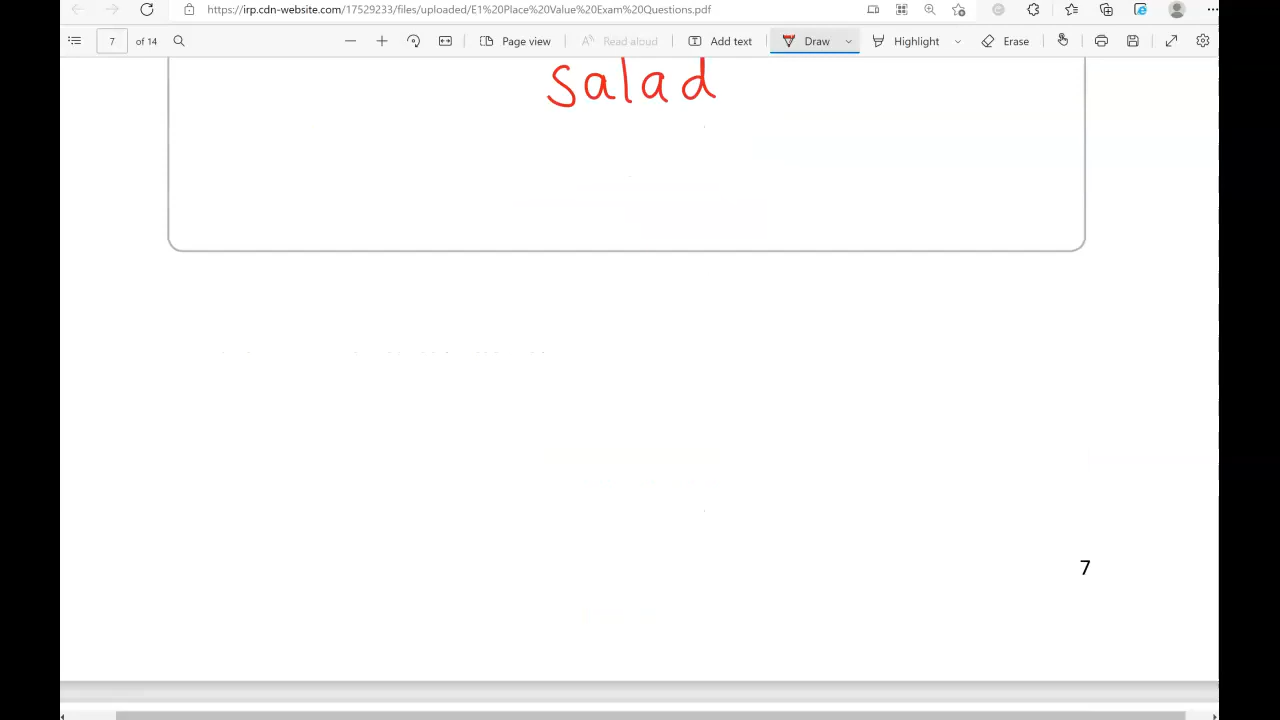 https://irp.cdn-website.com/17529233/files/uploaded/E1%20Place%20Value%20Exam%20Questions.pdf
7 of 14 Page view Read aloud Add text Draw Highlight Erase
salad
7